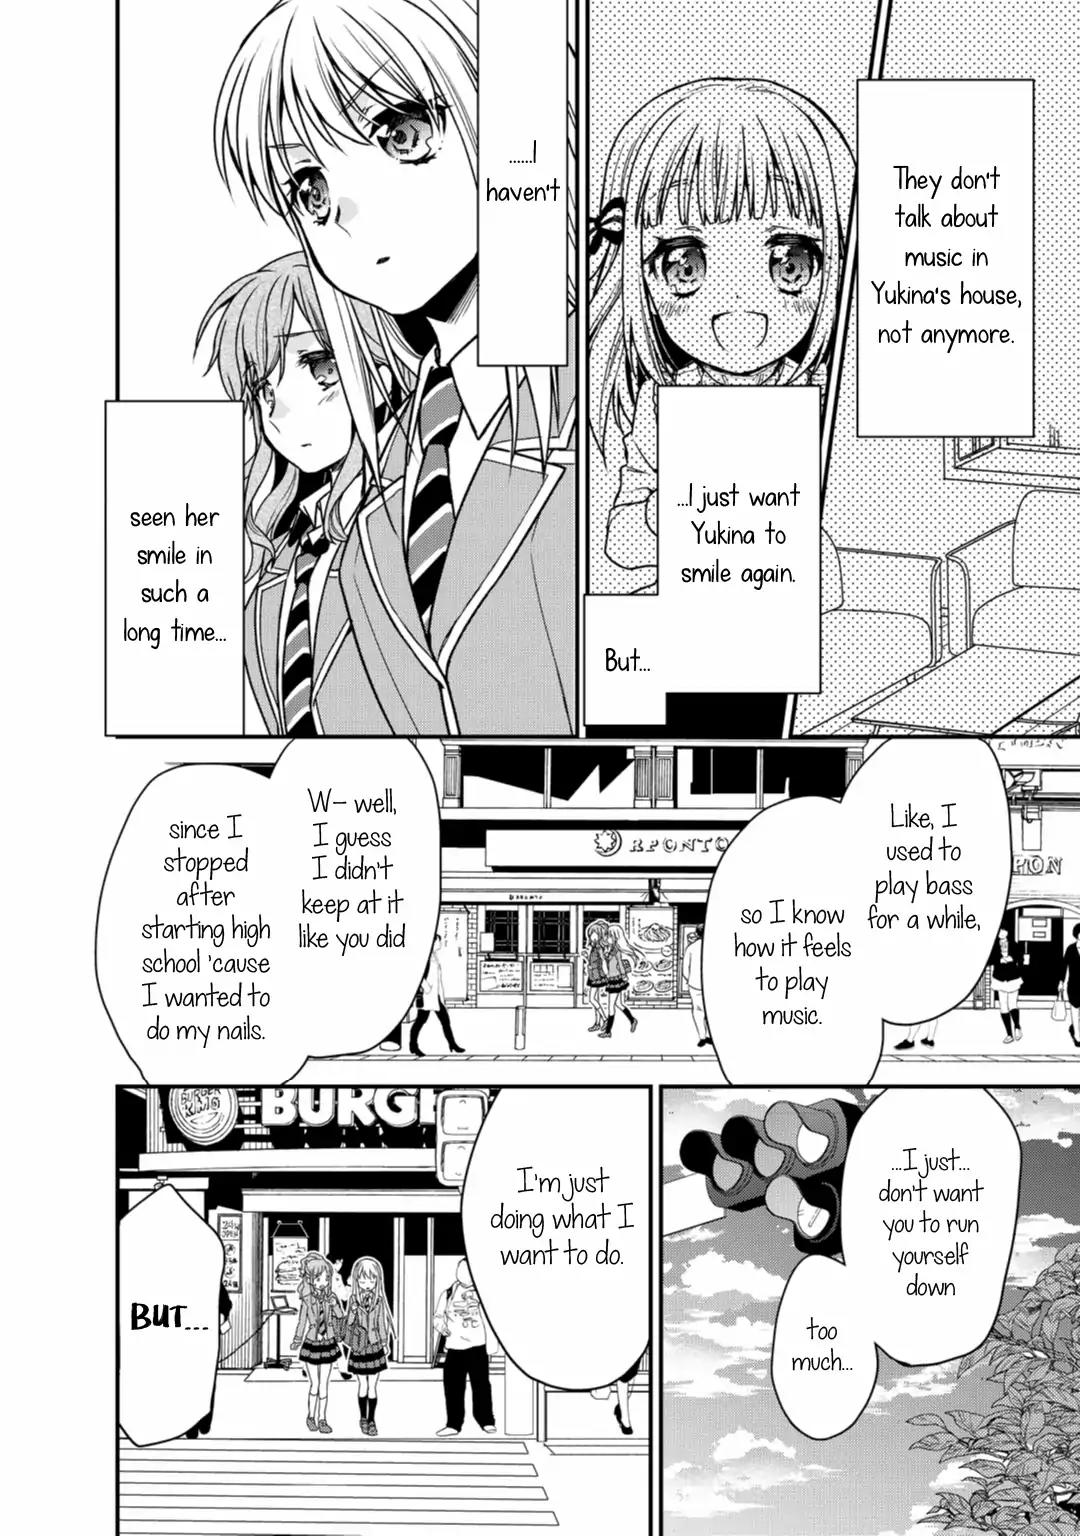 They don't
talk about
music in
Yukina's house,
not anymore.
...I just want
Yukina to
smile again.
But...
......I
haven't
seen her
smile in
such a
long time...
Like, I
used to
play bass
for a while,
so I know
how it feels
to play
music.
W- well,
I guess
I didn't
keep at it
like you did
since I
stopped
after
starting high
school 'cause
I wanted to
do my nails.
RPONTO
PON
...I just...
don't want
you to run
yourself
down
too
much...
I'm just
doing what I
want to do.
BUT...
BURGE
BURGER